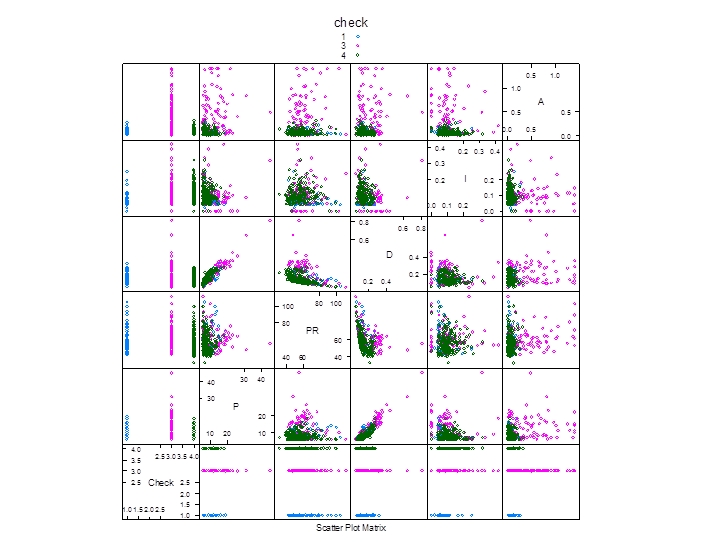 check
1
3
4
0.5 1.0
1.0
A
0.5 0.5
0.0 0.5 0.0
0.4 0.2 0.3 0.4
0.2 I 0.2
0.1
0.0 0.1 0.2 0.0
0.8 0.6 0.8
0.6
D 0.4
0.2 0.4 0.2
100 80 100
80
PR 60
40 60 40
40 30 40
30
P 20
10 20 10
4.0 2.5 3.0 3.5 4.0
3.5
3.0
2.5 Check 2.5
2.0
1.5
1.0 1.5 2.0 2.5 1.0
Scatter Plot Matrix